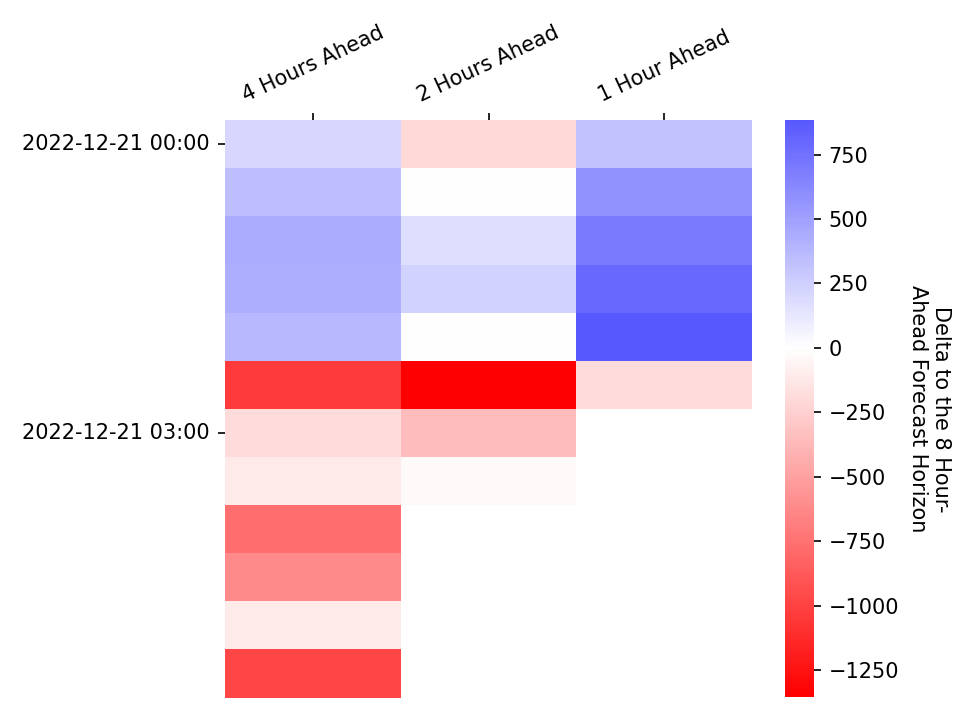 4 Hours Ahead
2 Hours Ahead
1 Hour Ahead
2022-12-21 00:00
2022-12-21 03:00
750
500
250
0
−250
−500
−750
−1000
−1250
Delta to the 8 Hour-
Ahead Forecast Horizon